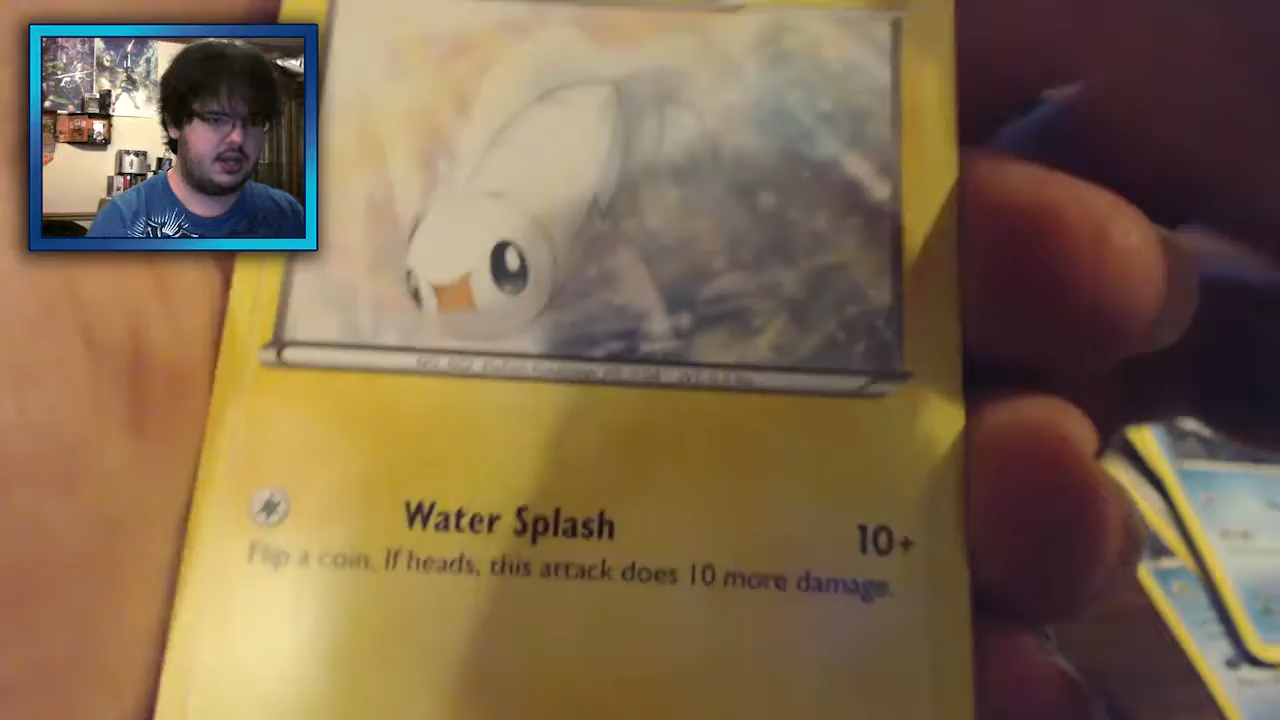 Water Splash
10+
Flip a coin. If heads, this attack does 10 more damage.